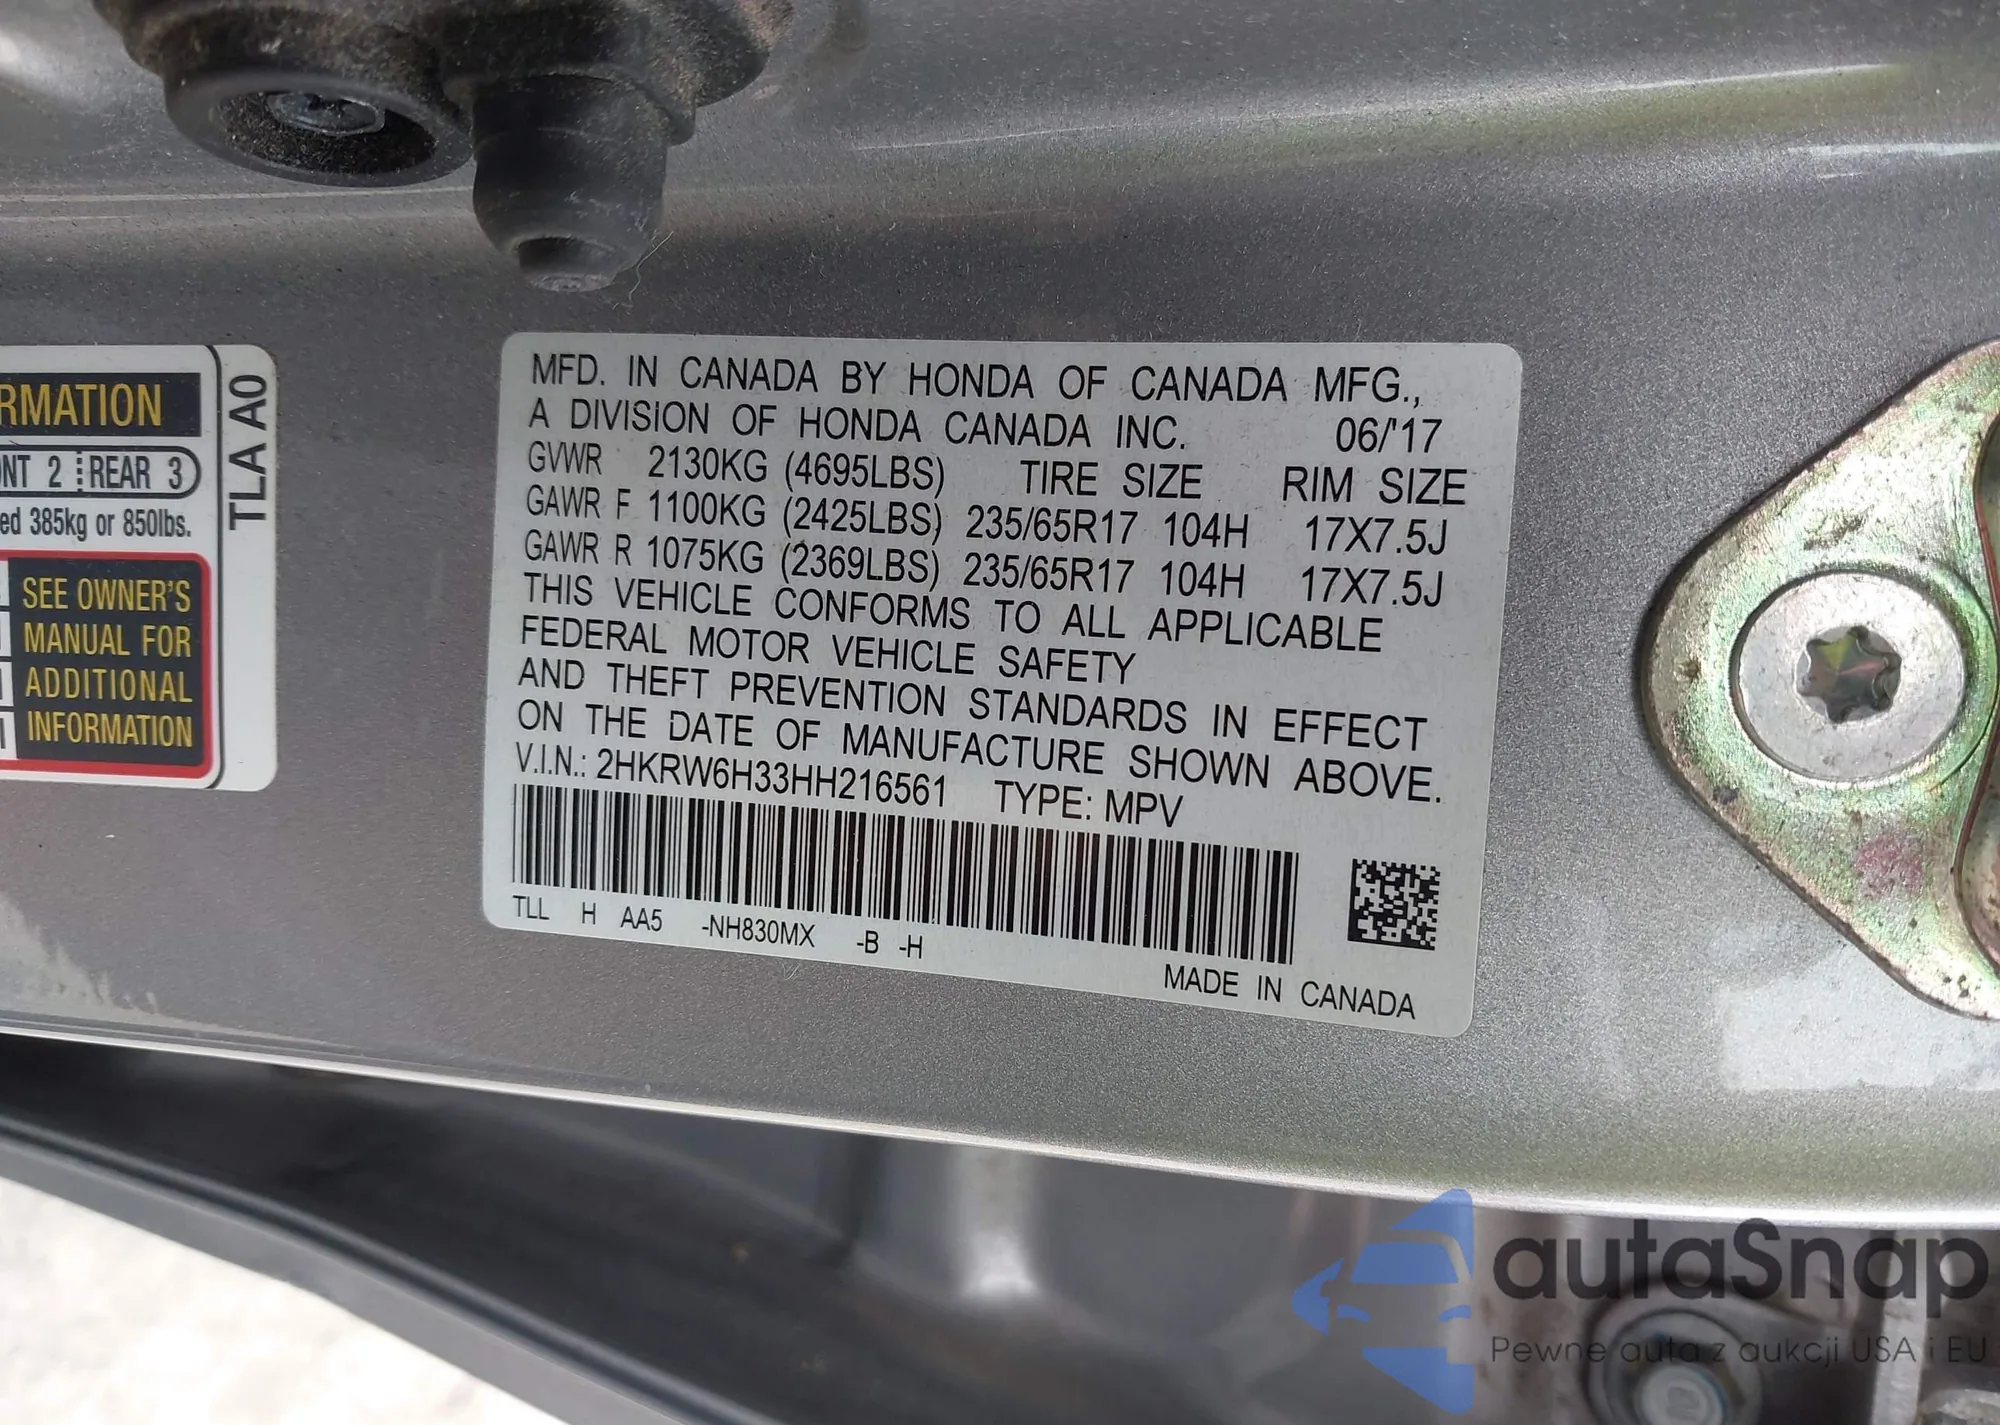 RMATION
NT 2 REAR 3
ed 385kg or 850lbs.
SEE OWNER'S
MANUAL FOR
ADDITIONAL
INFORMATION
TLA A0
MFD. IN CANADA BY HONDA OF CANADA MFG.,
A DIVISION OF HONDA CANADA INC. 06/'17
GVWR 2130KG (4695LBS) TIRE SIZE RIM SIZE
GAWR F 1100KG (2425LBS) 235/65R17 104H 17X7.5J
GAWR R 1075KG (2369LBS) 235/65R17 104H 17X7.5J
THIS VEHICLE CONFORMS TO ALL APPLICABLE
FEDERAL MOTOR VEHICLE SAFETY
AND THEFT PREVENTION STANDARDS IN EFFECT
ON THE DATE OF MANUFACTURE SHOWN ABOVE.
V.I.N.: 2HKRW6H33HH216561 TYPE: MPV
TLL H AA5 -NH830MX -B -H
MADE IN CANADA
autaSnap
Pewne auta z aukcji USA i EU